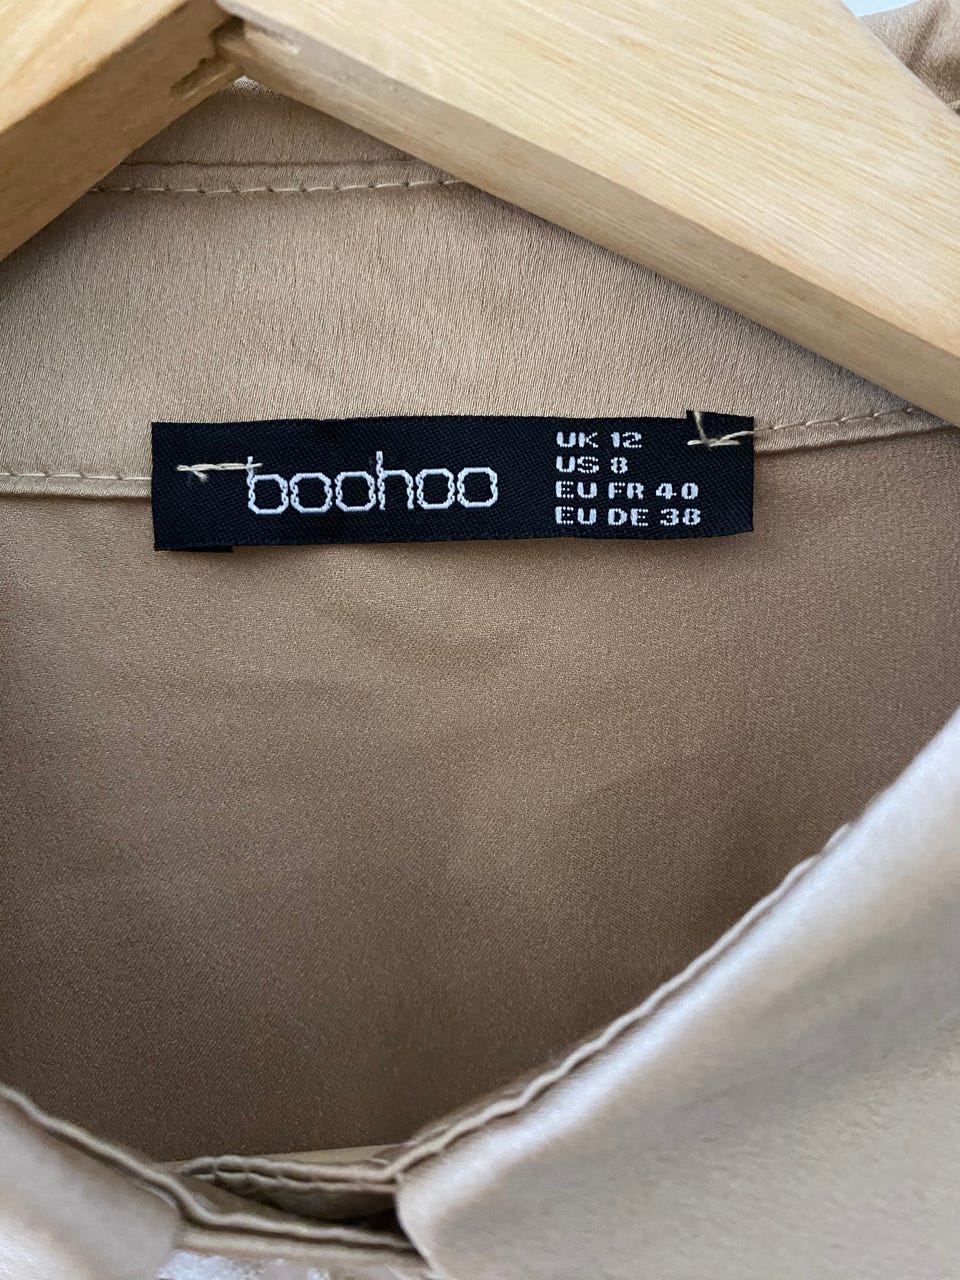 boohoo
UK 12
US 8
EU FR 40
EU DE 38